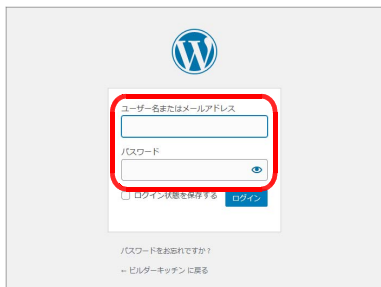 ユーザー名またはメールアドレス
パスワード
ログイン状態を保存する ログイン
パスワードをお忘れですか?
← ビルダーキッチン に戻る